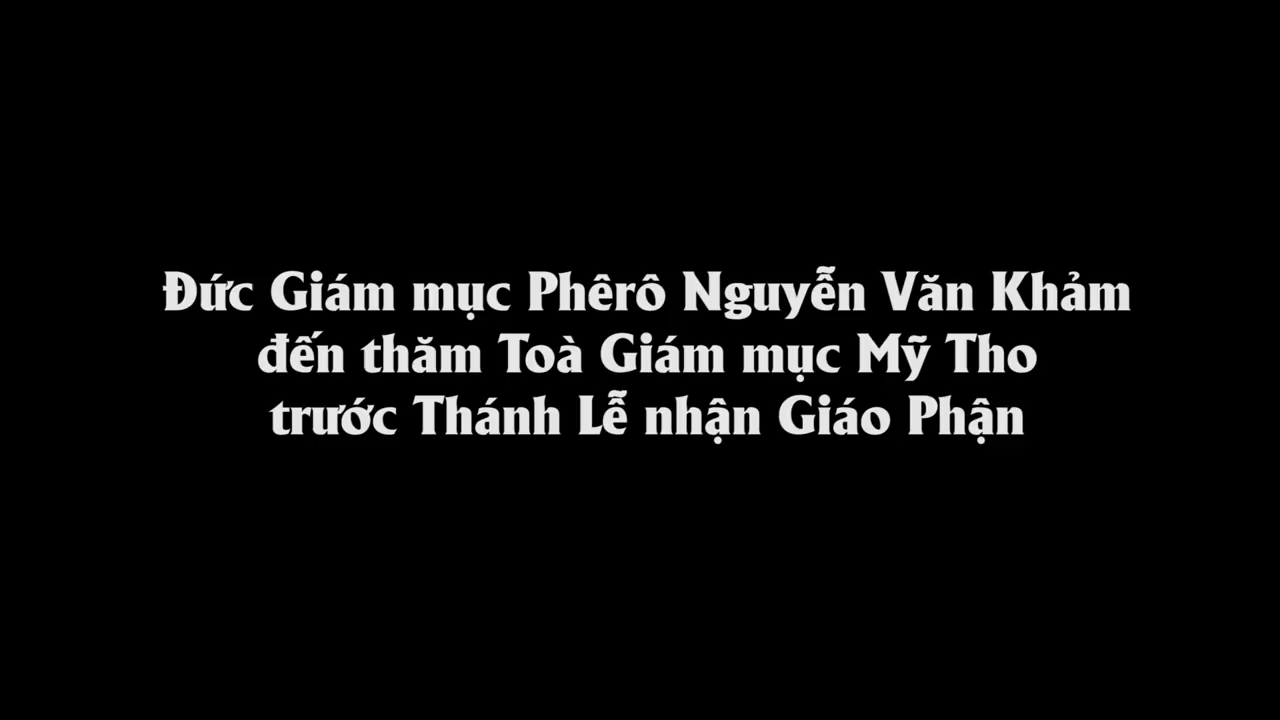 Đức Giám mục Phêrô Nguyễn Văn Khảm
đến thăm Toà Giám mục Mỹ Tho
trước Thánh Lễ nhận Giáo Phận